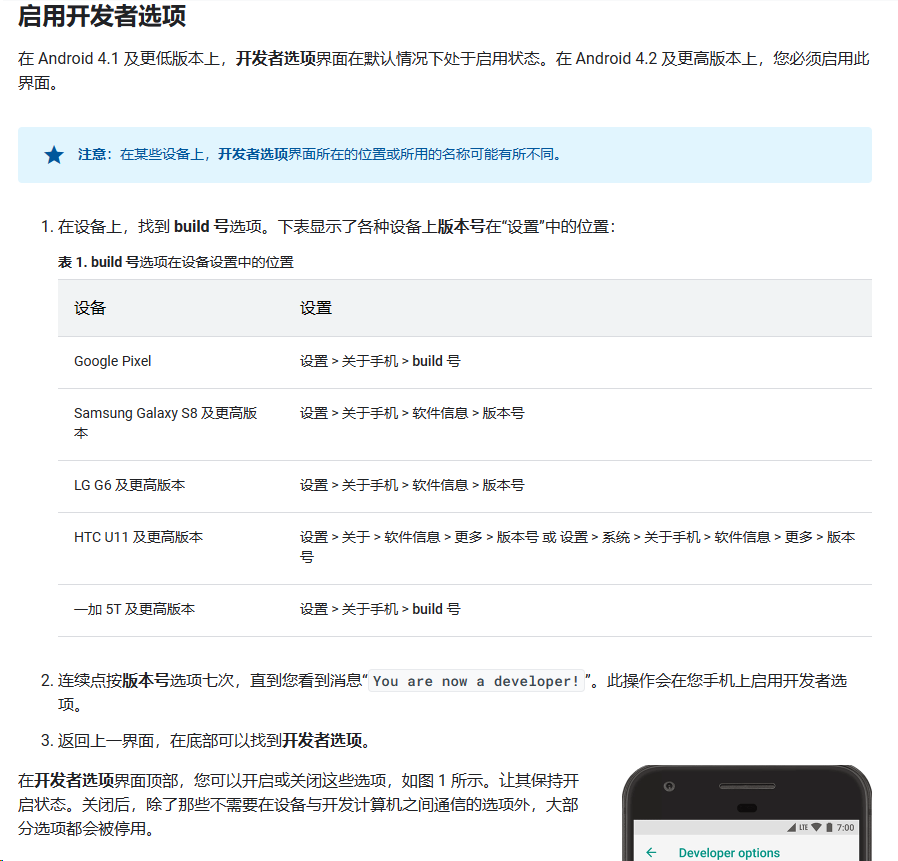 启用开发者选项
在 Android 4.1 及更低版本上，开发者选项界面在默认情况下处于启用状态。在 Android 4.2 及更高版本上，您必须启用此
界面。
注意：在某些设备上，开发者选项界面所在的位置或所用的名称可能有所不同。
1. 在设备上，找到 build 号选项。下表显示了各种设备上版本号在“设置”中的位置：
表 1. build 号选项在设备设置中的位置
设备 设置
Google Pixel 设置 > 关于手机 > build 号
Samsung Galaxy S8 及更高版 设置 > 关于手机 > 软件信息 > 版本号
本
LG G6 及更高版本 设置 > 关于手机 > 软件信息 > 版本号
HTC U11 及更高版本 设置 > 关于 > 软件信息 > 更多 > 版本号 或 设置 > 系统 > 关于手机 > 软件信息 > 更多 > 版本
号
一加 5T 及更高版本 设置 > 关于手机 > build 号
2. 连续点按版本号选项七次，直到您看到消息“You are now a developer!”。此操作会在您手机上启用开发者选
项。
3. 返回上一界面，在底部可以找到开发者选项。
在开发者选项界面顶部，您可以开启或关闭这些选项，如图 1 所示。让其保持开
启状态。关闭后，除了那些不需要在设备与开发计算机之间通信的选项外，大部
分选项都会被停用。
LTE 7:00
Developer options